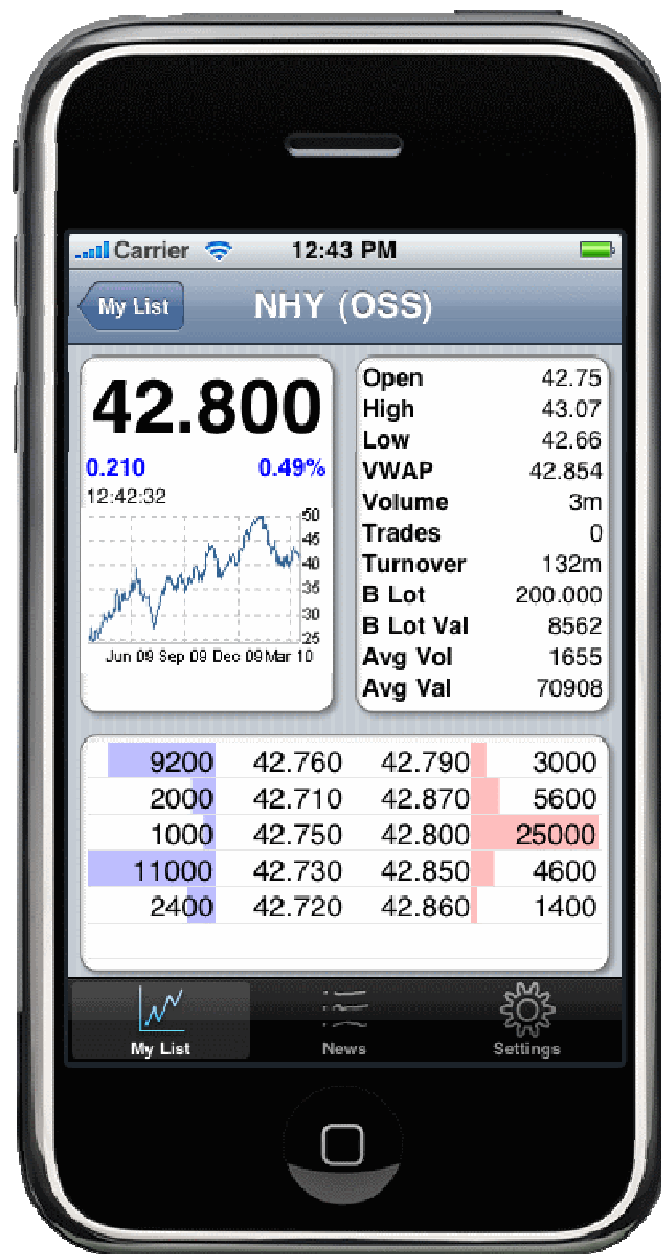 Carrier 12:43 PM
My List NHY (OSS)
42.800
0.210 0.49%
12:42:32
50
45
40
35
30
25
Jun 09 Sep 09 Dec 09 Mar 10
Open 42.75
High 43.07
Low 42.66
VWAP 42.854
Volume 3m
Trades 0
Turnover 132m
B Lot 200.000
B Lot Val 8562
Avg Vol 1655
Avg Val 70908
9200 42.760 42.790 3000
2000 42.710 42.870 5600
1000 42.750 42.800 25000
11000 42.730 42.850 4600
2400 42.720 42.860 1400
My List News Settings